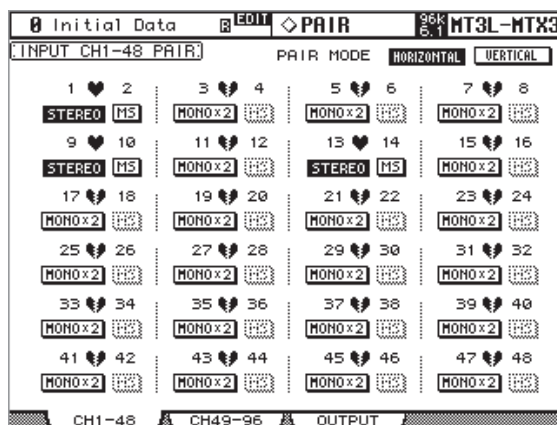 0 Initial Data R EDIT ◇PAIR 96k 6.1 MT3L-MTX3
INPUT CH1-48 PAIR
PAIR MODE HORIZONTAL VERTICAL
1 2 3 4 5 6 7 8
STEREO MS MONO×2 MS MONO×2 MS MONO×2 MS
9 10 11 12 13 14 15 16
STEREO MS MONO×2 MS STEREO MS MONO×2 MS
17 18 19 20 21 22 23 24
MONO×2 MS MONO×2 MS MONO×2 MS MONO×2 MS
25 26 27 28 29 30 31 32
MONO×2 MS MONO×2 MS MONO×2 MS MONO×2 MS
33 34 35 36 37 38 39 40
MONO×2 MS MONO×2 MS MONO×2 MS MONO×2 MS
41 42 43 44 45 46 47 48
MONO×2 MS MONO×2 MS MONO×2 MS MONO×2 MS
CH1-48 CH49-96 OUTPUT